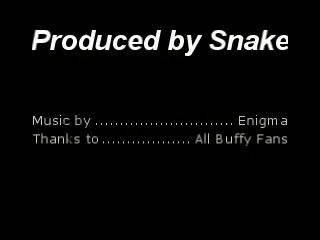 Produced by Snake
Music by ............................ Enigma
Thanks to .................. All Buffy Fans